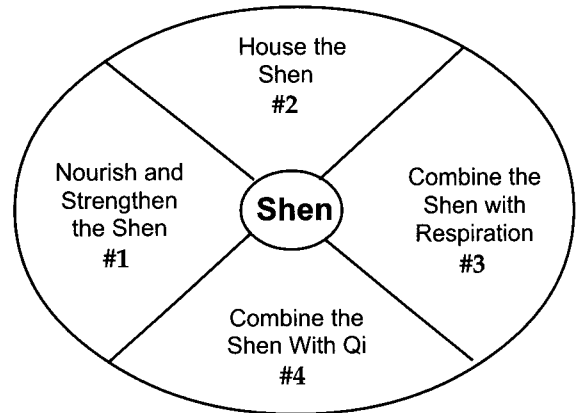 House the
Shen
#2
Nourish and
Strengthen
the Shen
#1
Shen
Combine the
Shen with
Respiration
#3
Combine the
Shen With Qi
#4